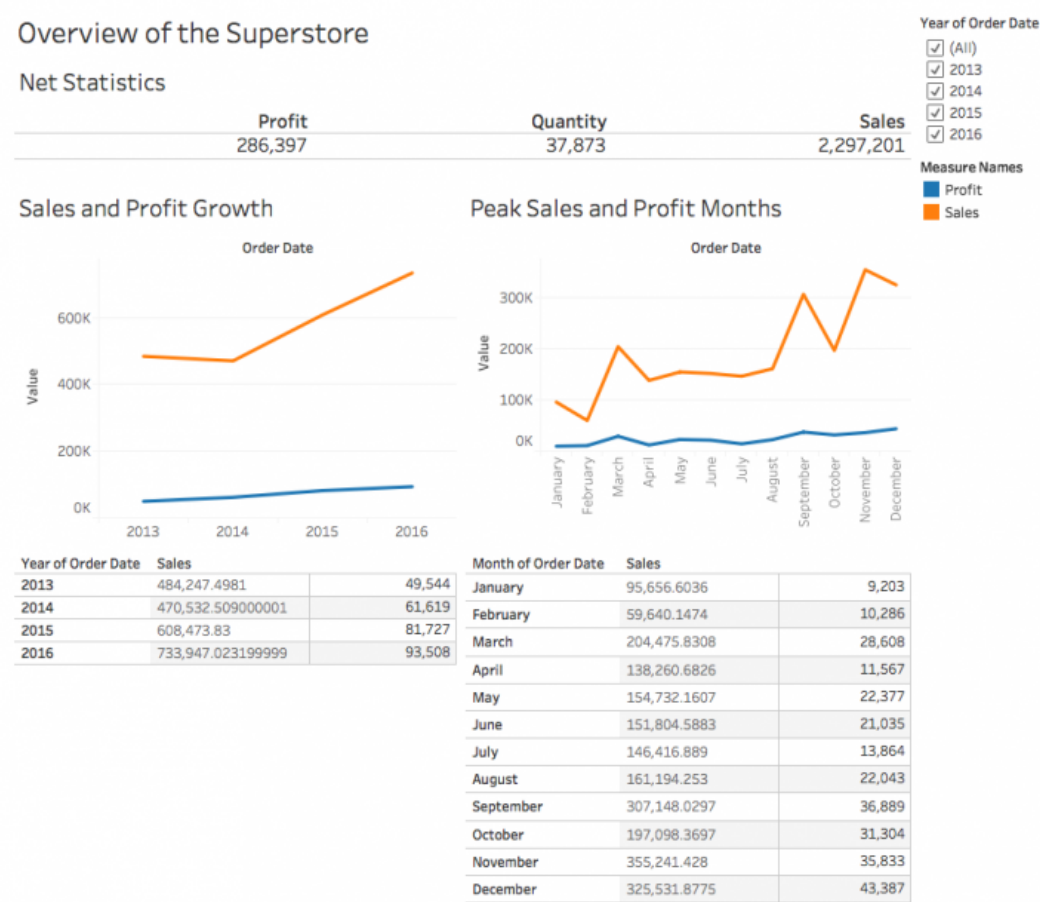 Overview of the Superstore
Net Statistics
Profit Quantity Sales
286,397 37,873 2,297,201
Year of Order Date
(All)
2013
2014
2015
2016
Measure Names
Profit
Sales
Sales and Profit Growth
Order Date
Value
600K
400K
200K
0K
2013 2014 2015 2016
Year of Order Date Sales
2013 484,247.4981 49,544
2014 470,532.509000001 61,619
2015 608,473.83 81,727
2016 733,947.023199999 93,508
Peak Sales and Profit Months
Order Date
Value
300K
200K
100K
0K
January February March April May June July August September October November December
Month of Order Date Sales
January 95,656.6036 9,203
February 59,640.1474 10,286
March 204,475.8308 28,608
April 138,260.6826 11,567
May 154,732.1607 22,377
June 151,804.5883 21,035
July 146,416.889 13,864
August 161,194.253 22,043
September 307,148.0297 36,889
October 197,098.3697 31,304
November 355,241.428 35,833
December 325,531.8775 43,387